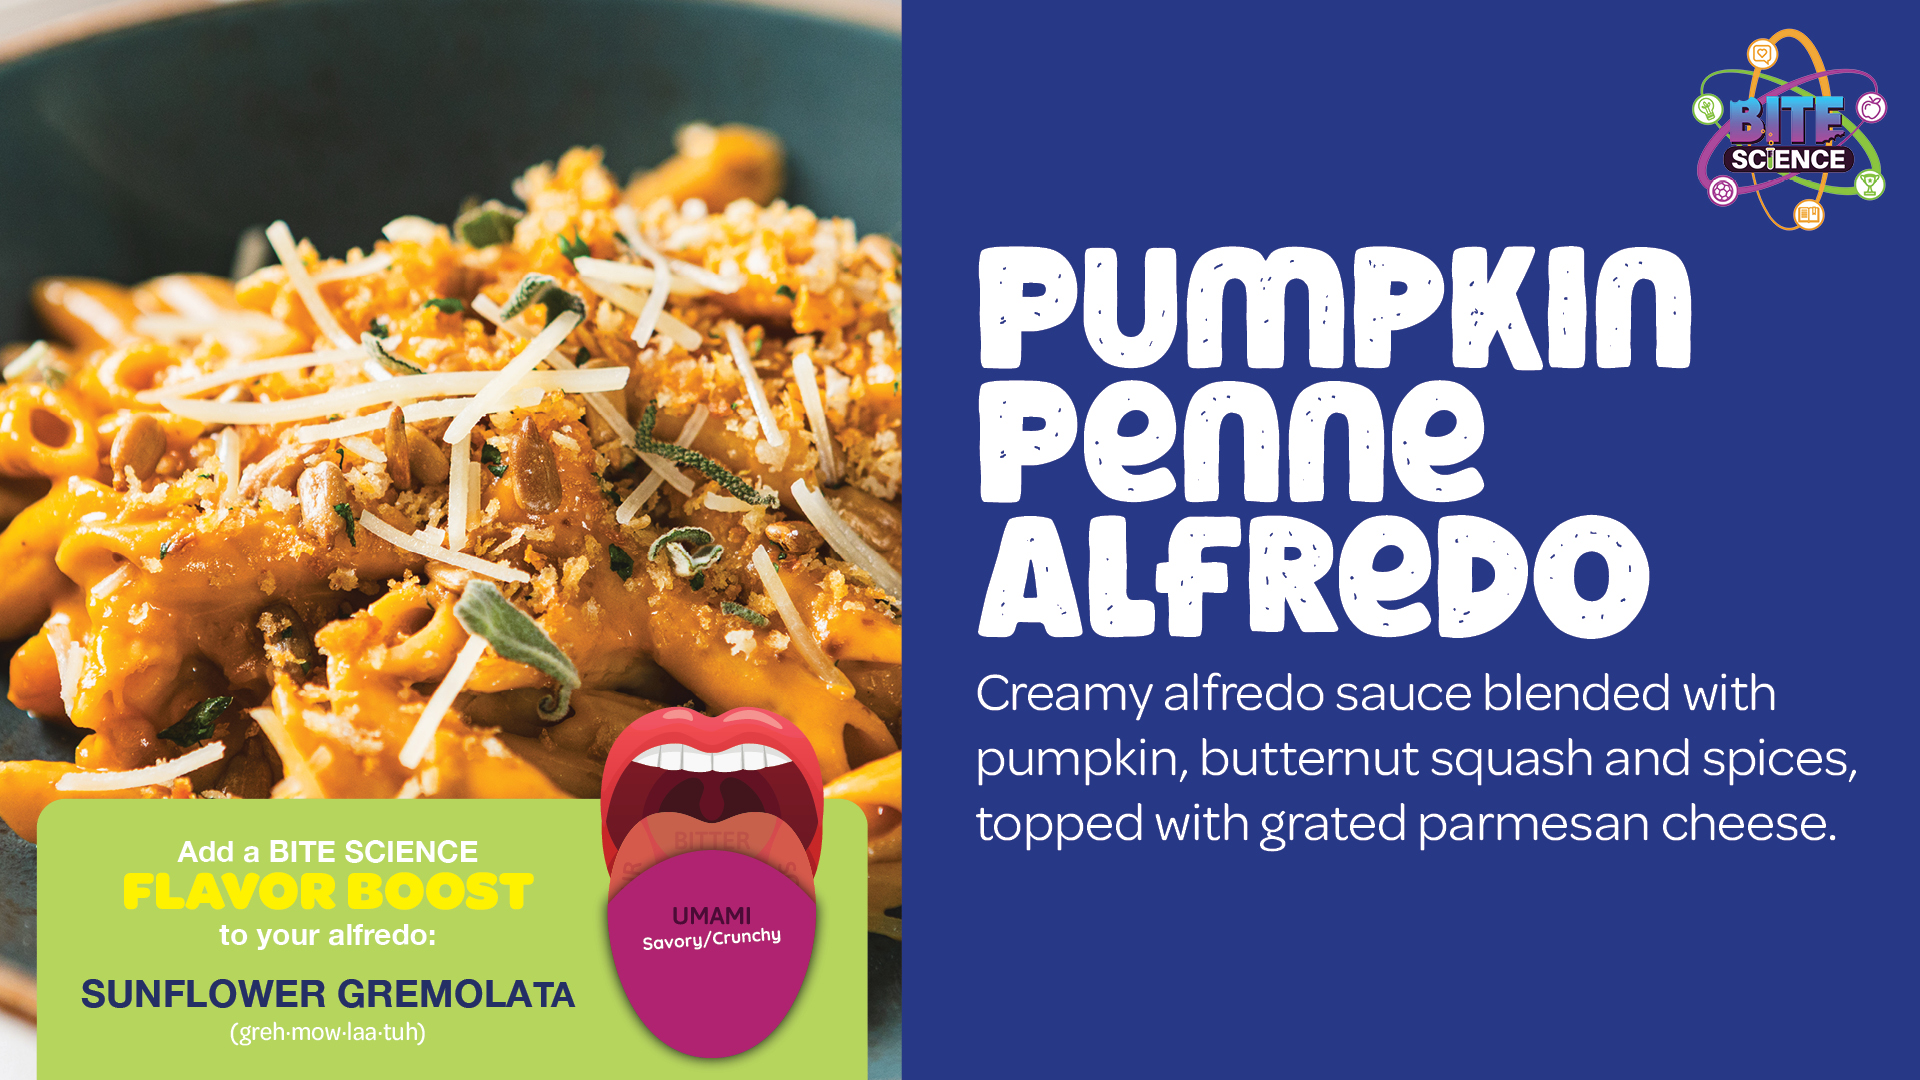 BITE
SCIENCE
PUMPKIN
PENNE
ALFREDO
Creamy alfredo sauce blended with
pumpkin, butternut squash and spices,
topped with grated parmesan cheese.
Add a BITE SCIENCE
FLAVOR BOOST
to your alfredo:
SUNFLOWER GREMOLATA
(greh·mow·laa·tuh)
BITTER
UMAMI
Savory/Crunchy